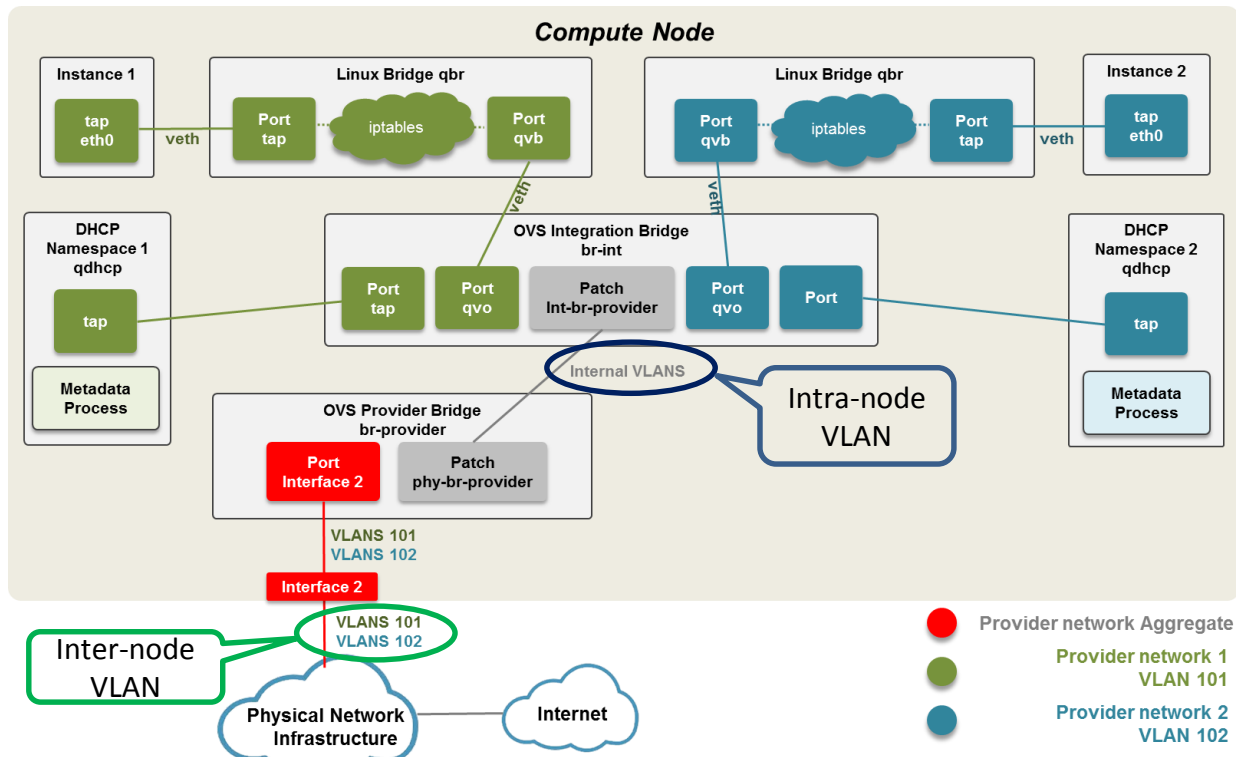 Compute Node
Instance 1
tap
eth0
veth
Linux Bridge qbr
Port
tap
iptables
Port
qvb
veth
Linux Bridge qbr
Port
qvb
iptables
Port
tap
veth
veth
Instance 2
tap
eth0
DHCP
Namespace 1
qdhcp
tap
Metadata
Process
OVS Integration Bridge
br-int
Port
tap
Port
qvo
Patch
Int-br-provider
Port
qvo
Port
DHCP
Namespace 2
qdhcp
tap
Metadata
Process
Internal VLANS
Intra-node
VLAN
OVS Provider Bridge
br-provider
Port
Interface 2
Patch
phy-br-provider
VLANS 101
VLANS 102
Interface 2
VLANS 101
VLANS 102
Inter-node
VLAN
Physical Network
Infrastructure
Internet
Provider network Aggregate
Provider network 1
VLAN 101
Provider network 2
VLAN 102